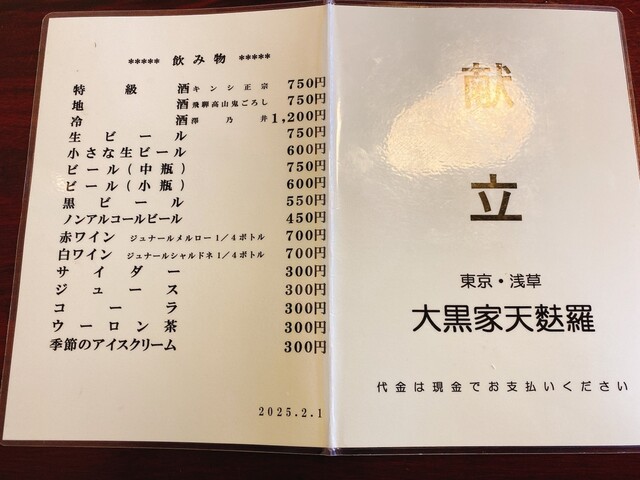 ***** 飲み物 *****
特級酒 キンシ正宗 750円
地酒 飛騨高山鬼ごろし 750円
冷酒 澤乃井 1,200円
生ビール 750円
小さな生ビール 600円
ビール(中瓶) 750円
ビール(小瓶) 600円
黒ビール 550円
ノンアルコールビール 450円
赤ワイン ジュナールメルロー1/4ボトル 700円
白ワイン ジュナールシャルドネ1/4ボトル 700円
サイダー 300円
ジュース 300円
コーラ 300円
ウーロン茶 300円
季節のアイスクリーム 300円
2025.2.1
献立
東京・浅草
大黒家天麩羅
代金は現金でお支払いください